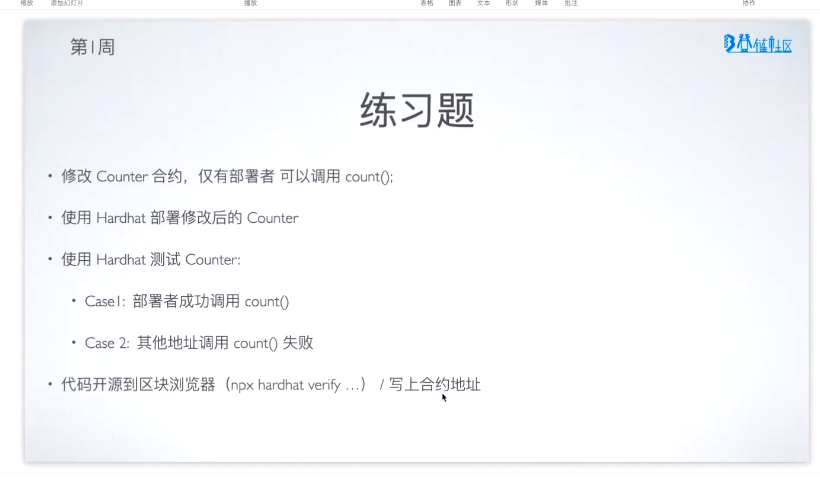 缩放 添加幻灯片 播放 表格 图表 文本 形状 媒体 批注 协作
第1周
登链社区
练习题
• 修改 Counter 合约，仅有部署者 可以调用 count();
• 使用 Hardhat 部署修改后的 Counter
• 使用 Hardhat 测试 Counter:
• Case1: 部署者成功调用 count()
• Case 2: 其他地址调用 count() 失败
• 代码开源到区块浏览器（npx hardhat verify …） / 写上合约地址